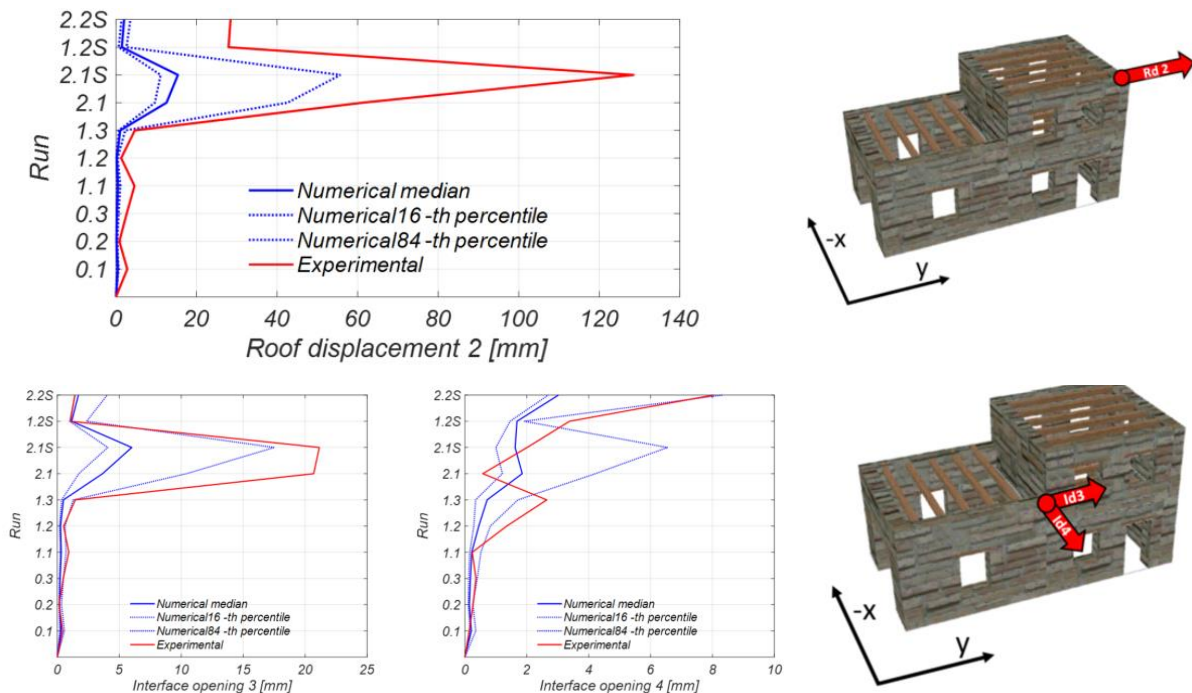 2.2S
1.2S
2.1S
2.1
1.3
1.2
1.1
0.3
0.2
0.1
Run
Numerical median
Numerical16 -th percentile
Numerical84 -th percentile
Experimental
0 20 40 60 80 100 120 140
Roof displacement 2 [mm]
Rd 2
-x
y
2.2S
1.2S
2.1S
2.1
1.3
1.2
1.1
0.3
0.2
0.1
Run
Numerical median
Numerical16 -th percentile
Numerical84 -th percentile
Experimental
0 5 10 15 20 25
Interface opening 3 [mm]
2.2S
1.2S
2.1S
2.1
1.3
1.2
1.1
0.3
0.2
0.1
Run
Numerical median
Numerical16 -th percentile
Numerical84 -th percentile
Experimental
0 2 4 6 8 10
Interface opening 4 [mm]
Id3
Id4
-x
y